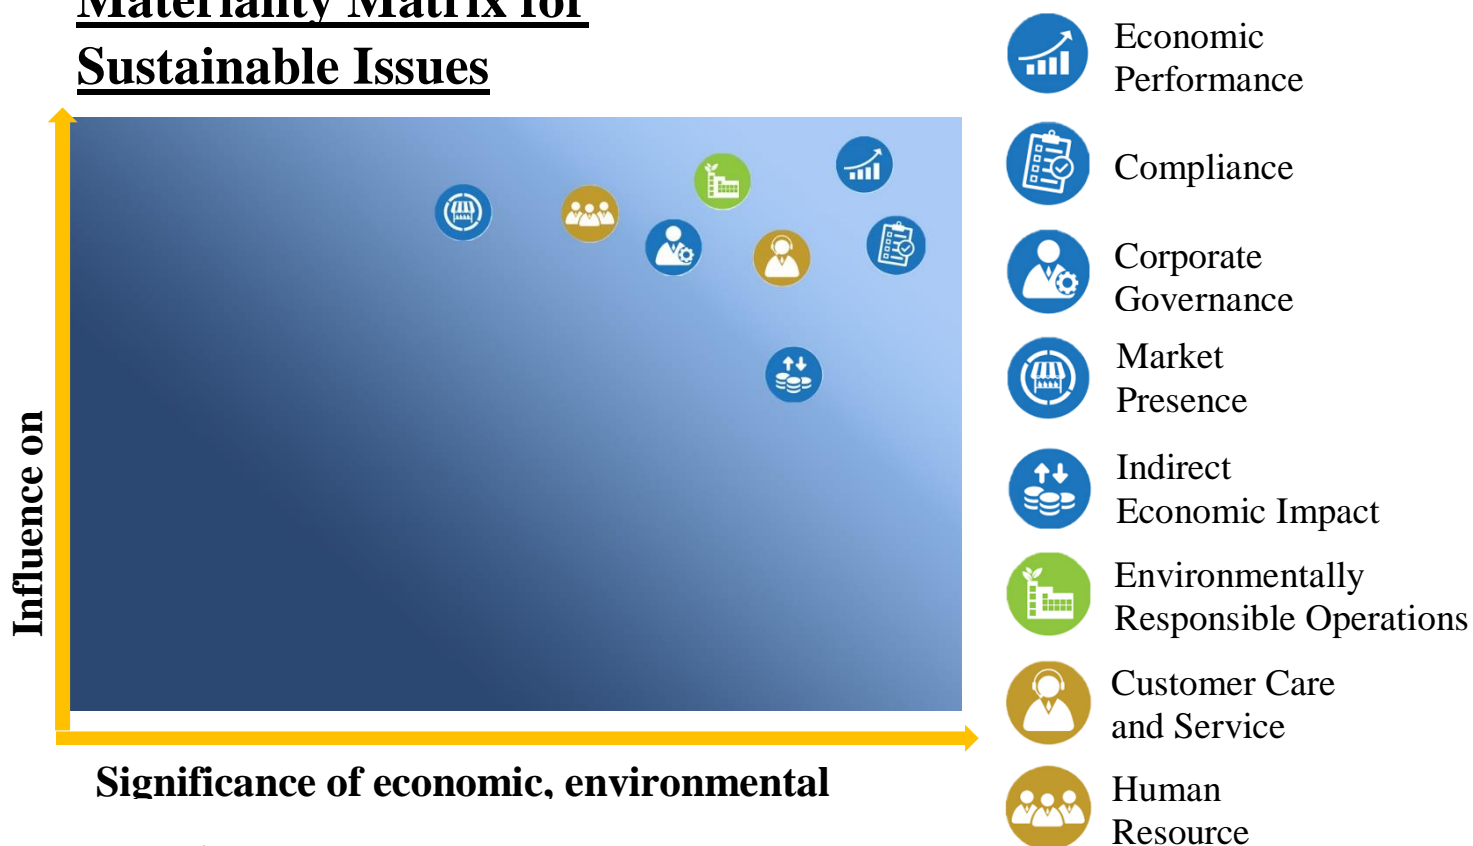 Materiality Matrix for
Sustainable Issues
Influence on
Significance of economic, environmental
Economic
Performance
Compliance
Corporate
Governance
Market
Presence
Indirect
Economic Impact
Environmentally
Responsible Operations
Customer Care
and Service
Human
Resource